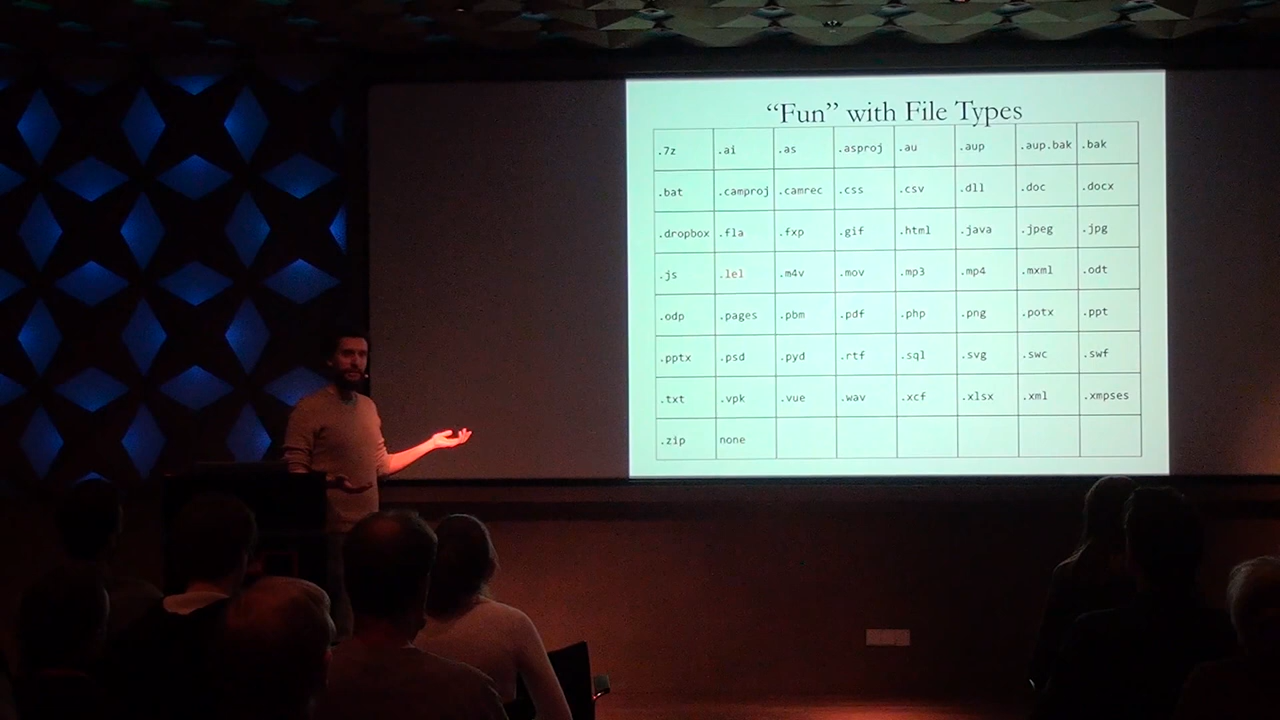 “Fun” with File Types
.7z .ai .as .asproj .au .aup .aup.bak .bak
.bat .camproj .camrec .css .csv .dll .doc .docx
.dropbox .fla .fxp .gif .html .java .jpeg .jpg
.js .lel .m4v .mov .mp3 .mp4 .mxml .odt
.odp .pages .pbm .pdf .php .png .potx .ppt
.pptx .psd .pyd .rtf .sql .svg .swc .swf
.txt .vpk .vue .wav .xcf .xlsx .xml .xmpses
.zip none